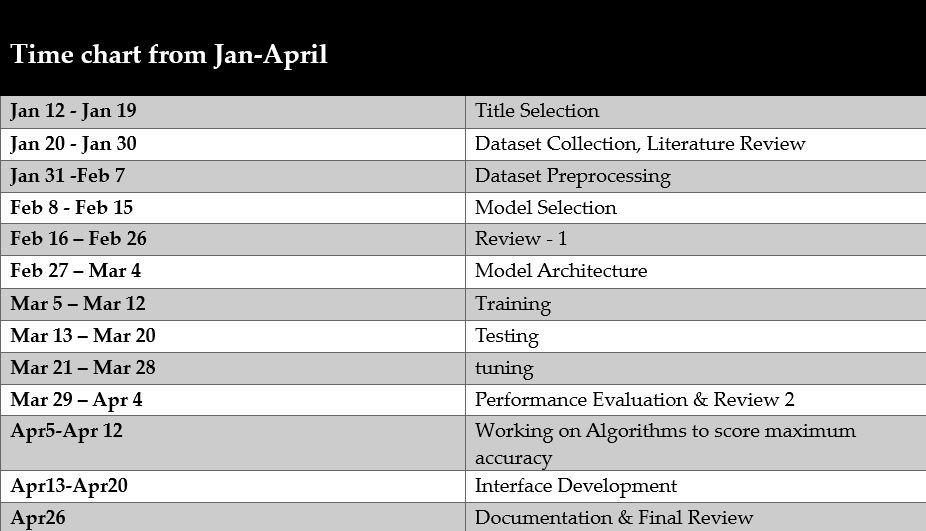 Time chart from Jan-April
Jan 12 - Jan 19 Title Selection
Jan 20 - Jan 30 Dataset Collection, Literature Review
Jan 31 -Feb 7 Dataset Preprocessing
Feb 8 - Feb 15 Model Selection
Feb 16 – Feb 26 Review - 1
Feb 27 – Mar 4 Model Architecture
Mar 5 – Mar 12 Training
Mar 13 – Mar 20 Testing
Mar 21 – Mar 28 tuning
Mar 29 – Apr 4 Performance Evaluation & Review 2
Apr5-Apr 12 Working on Algorithms to score maximum
accuracy
Apr13-Apr20 Interface Development
Apr26 Documentation & Final Review